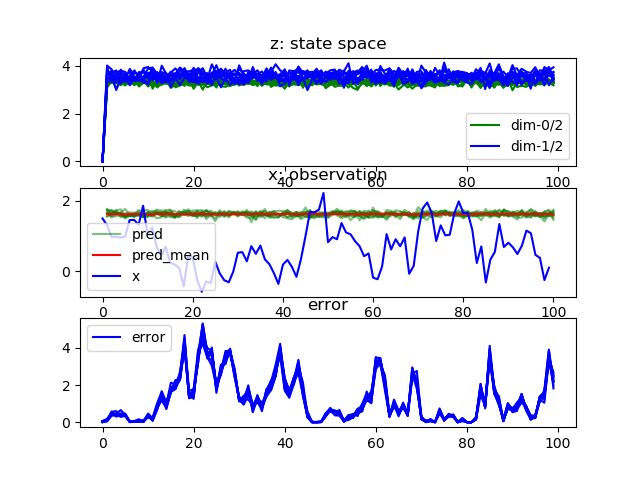 z: state space
4
2
0
dim-0/2
dim-1/2
0 20 40 60 80 100
x: observation
2
0
pred
pred_mean
x
0 20 40 60 80 100
error
4
2
0
error
0 20 40 60 80 100